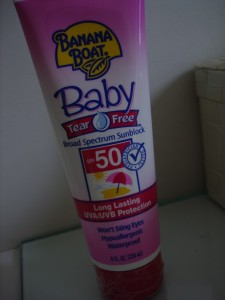 BANANA
BOAT
Baby
Tear Free
Broad Spectrum Sunblock
SPF 50
Long Lasting
UVA/UVB Protection
Won't Sting Eyes
Hypoallergenic
Waterproof